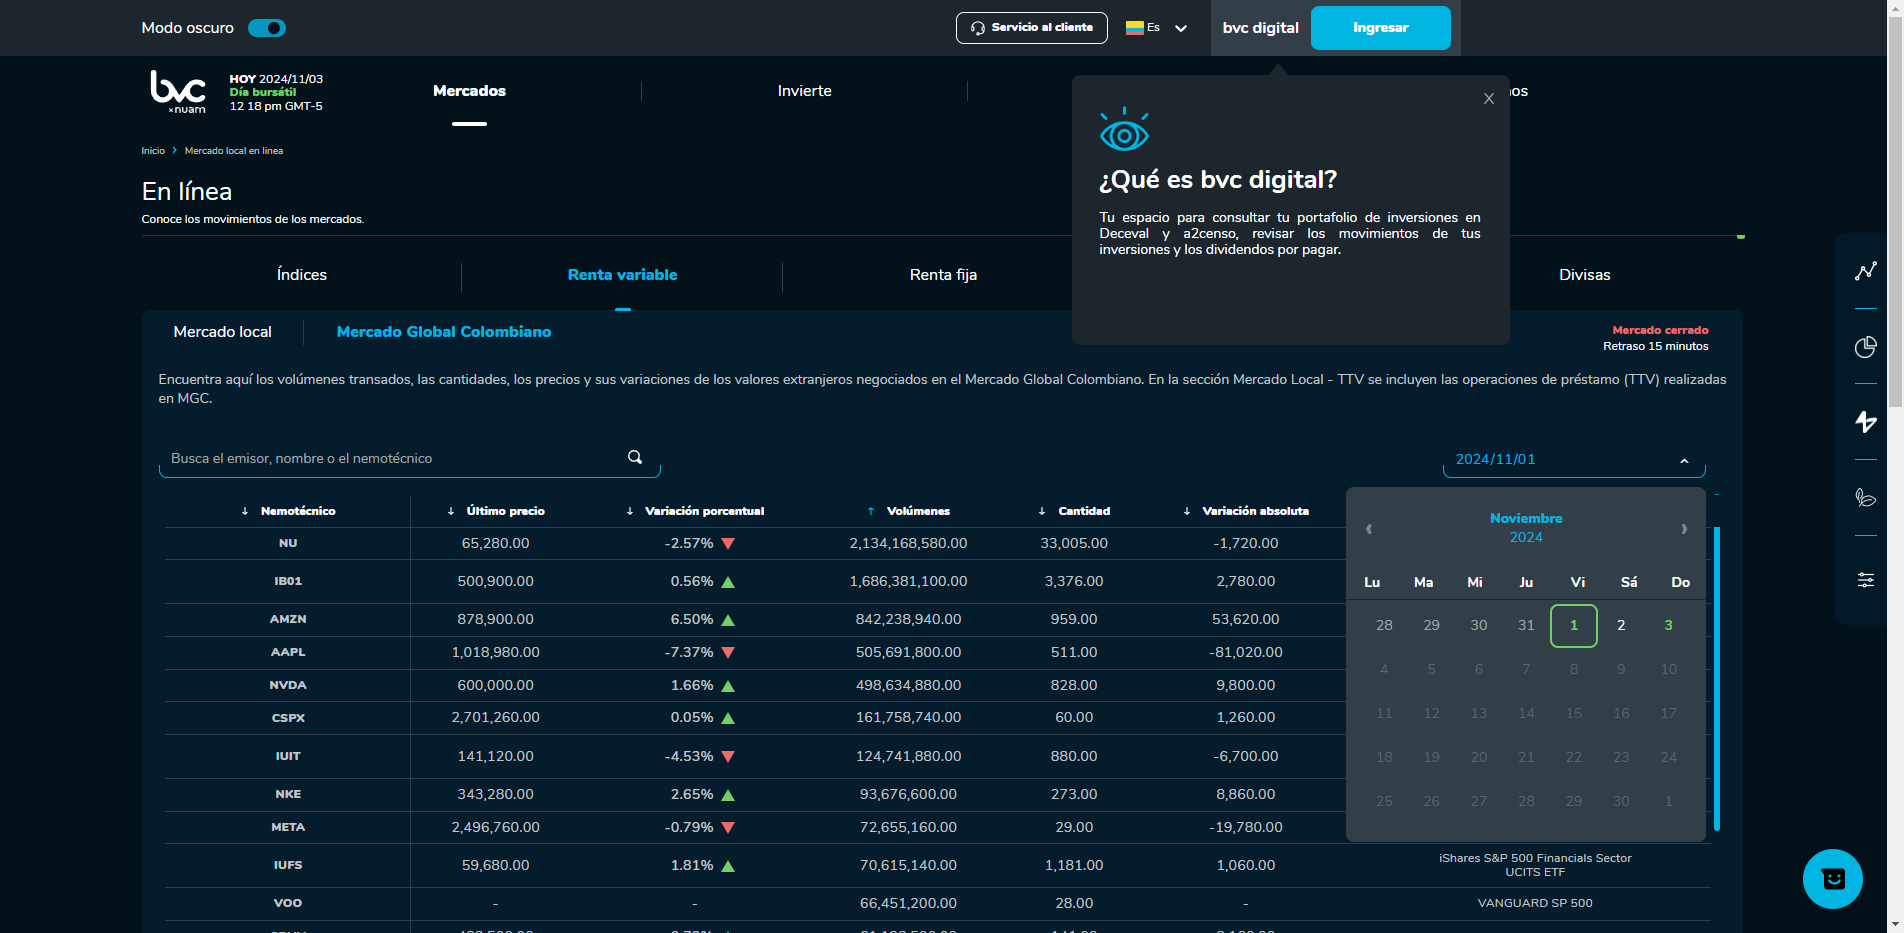 Modo oscuro
Servicio al cliente
Es
bvc digital
Ingresar
bvc
×nuam
HOY 2024/11/03
Día bursátil
12 18 pm GMT-5
Mercados
Invierte
os
X
¿Qué es bvc digital?
Tu espacio para consultar tu portafolio de inversiones en
Deceval y a2censo, revisar los movimientos de tus
inversiones y los dividendos por pagar.
Inicio
Mercado local en linea
En línea
Conoce los movimientos de los mercados.
Índices
Renta variable
Renta fija
Divisas
Mercado local
Mercado Global Colombiano
Mercado cerrado
Retraso 15 minutos
Encuentra aquí los volúmenes transados, las cantidades, los precios y sus variaciones de los valores extranjeros negociados en el Mercado Global Colombiano. En la sección Mercado Local - TTV se incluyen las operaciones de préstamo (TTV) realizadas
en MGC.
Busca el emisor, nombre o el nemotécnico
2024/11/01
Nemotécnico Último precio Variación porcentual Volúmenes Cantidad Variación absoluta
NU 65,280.00 -2.57% 2,134,168,580.00 33,005.00 -1,720.00
IB01 500,900.00 0.56% 1,686,381,100.00 3,376.00 2,780.00
AMZN 878,900.00 6.50% 842,238,940.00 959.00 53,620.00
AAPL 1,018,980.00 -7.37% 505,691,800.00 511.00 -81,020.00
NVDA 600,000.00 1.66% 498,634,880.00 828.00 9,800.00
CSPX 2,701,260.00 0.05% 161,758,740.00 60.00 1,260.00
IUIT 141,120.00 -4.53% 124,741,880.00 880.00 -6,700.00
NKE 343,280.00 2.65% 93,676,600.00 273.00 8,860.00
META 2,496,760.00 -0.79% 72,655,160.00 29.00 -19,780.00
IUFS 59,680.00 1.81% 70,615,140.00 1,181.00 1,060.00 iShares S&P 500 Financials Sector
UCITS ETF
VOO - - 66,451,200.00 28.00 - VANGUARD SP 500
Noviembre
2024
Lu Ma Mi Ju Vi Sá Do
28 29 30 31 1 2 3
4 5 6 7 8 9 10
11 12 13 14 15 16 17
18 19 20 21 22 23 24
25 26 27 28 29 30 1